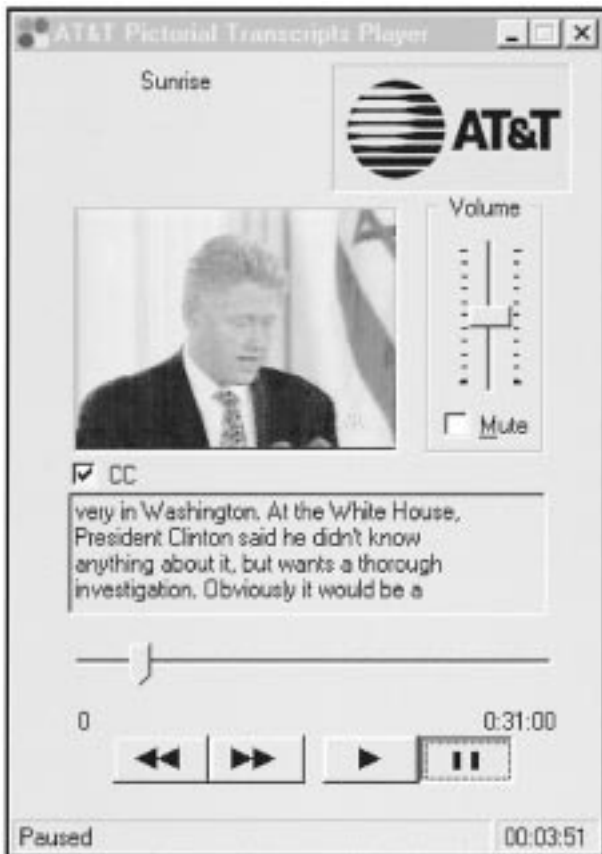 AT&T Pictorial Transcripts Player
Sunrise
AT&T
Volume
Mute
CC
very in Washington. At the White House,
President Clinton said he didn't know
anything about it, but wants a thorough
investigation. Obviously it would be a
0
0:31:00
Paused
00:03:51